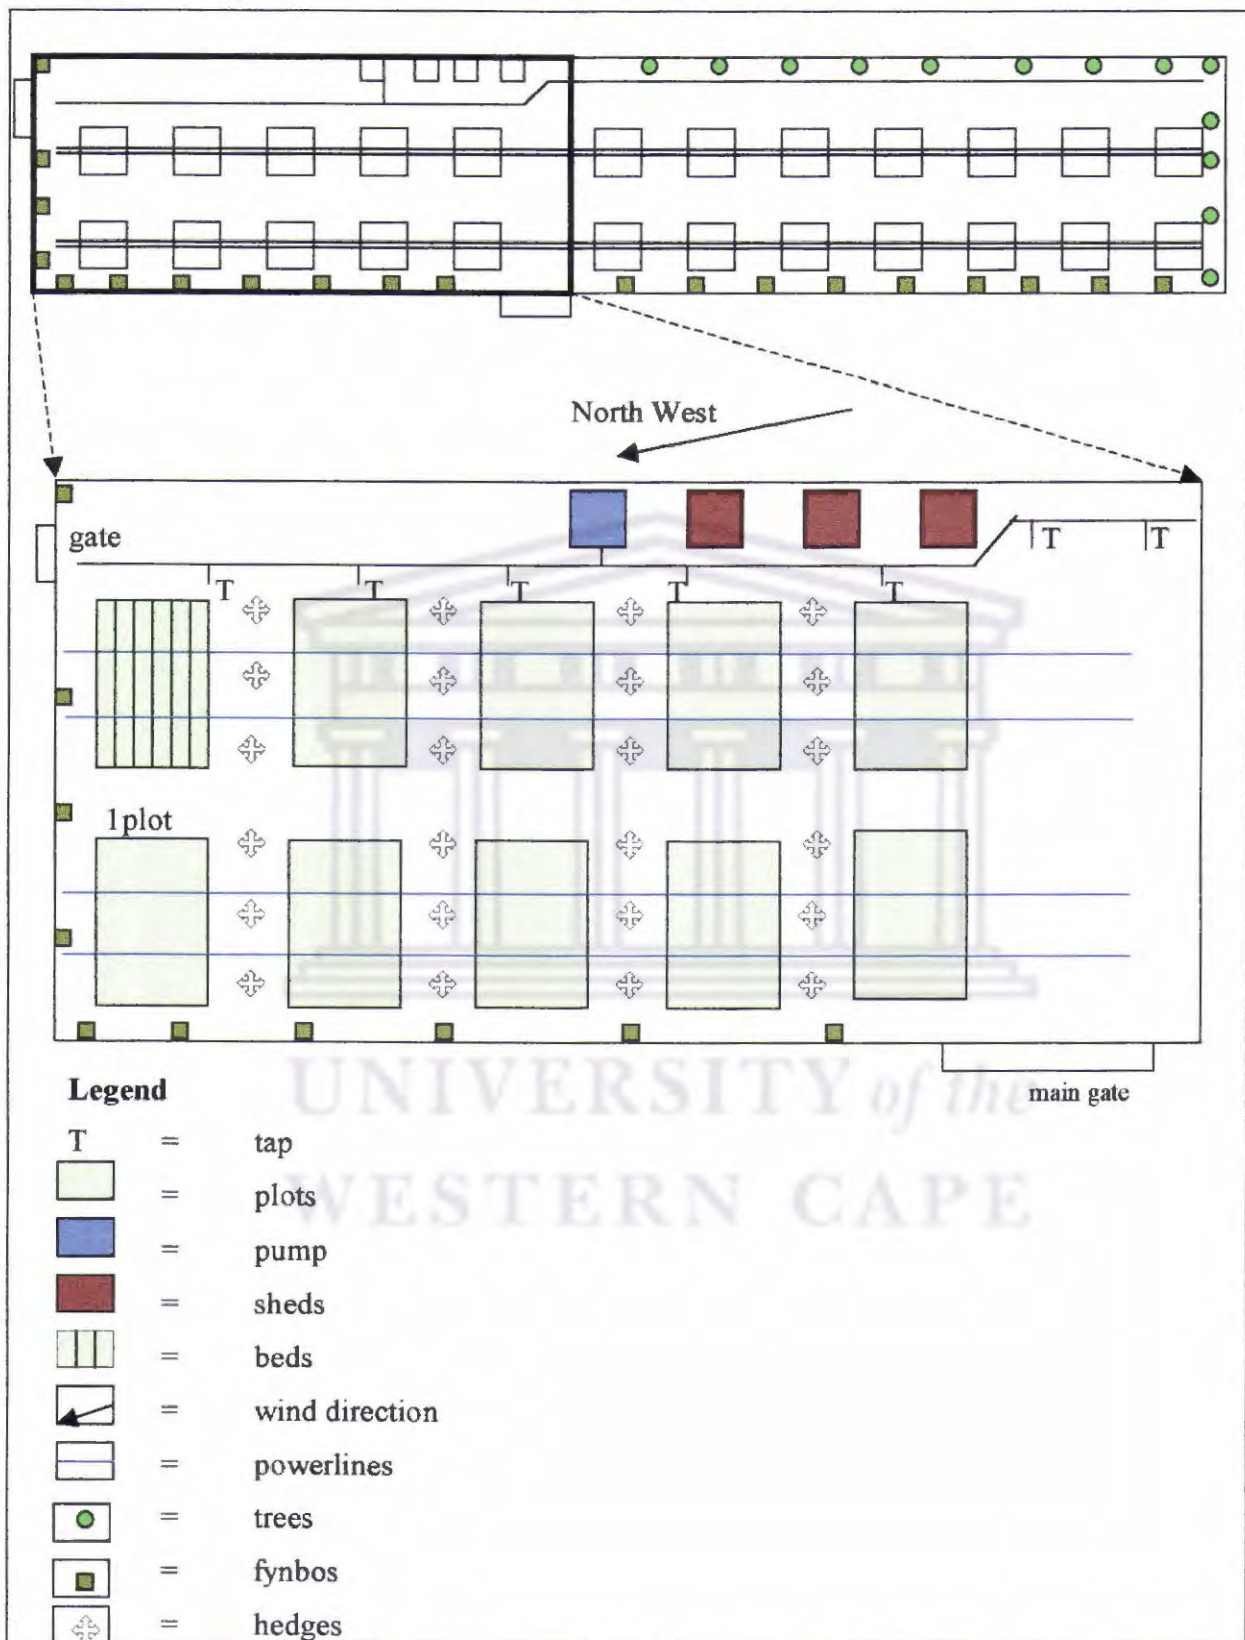 North West
gate
T T
T T T T T
1plot
main gate
UNIVERSITY of the
WESTERN CAPE
Legend
T = tap
= plots
= pump
= sheds
= beds
= wind direction
= powerlines
= trees
= fynbos
= hedges